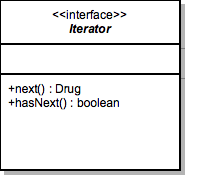 <<interface>>
Iterator
+next() : Drug
+hasNext() : boolean